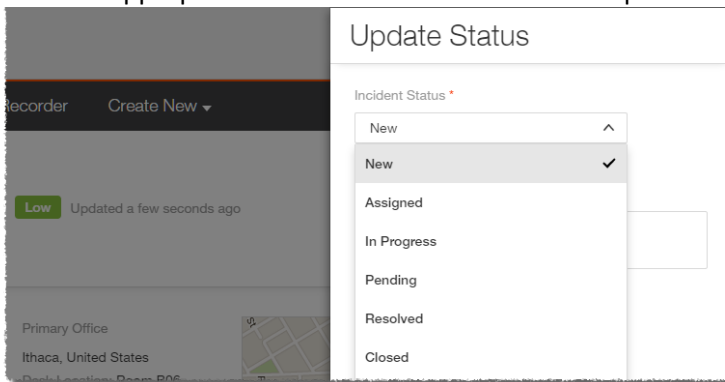 Update Status
Recorder Create New
Incident Status *
New
New
Assigned
Low Updated a few seconds ago
In Progress
Pending
Resolved
Primary Office
St
Ithaca, United States
Closed